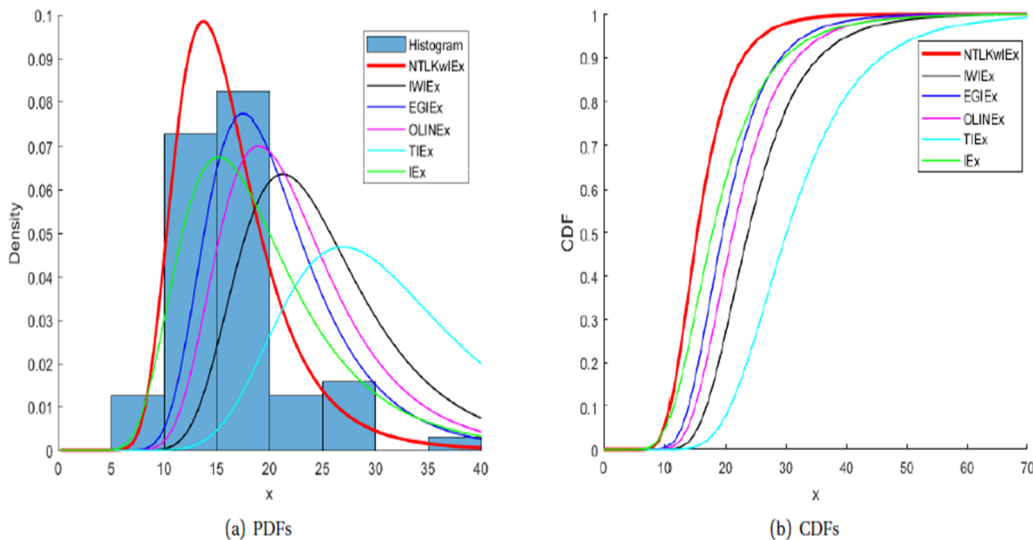 0.1
0.09
0.08
0.07
0.06
0.05
0.04
0.03
0.02
0.01
0
Density
0 5 10 15 20 25 30 35 40
x
Histogram
NTLKwIEx
IWIEx
EGIEx
OLINEx
TIEx
IEx
(a) PDFs
1
0.9
0.8
0.7
0.6
0.5
0.4
0.3
0.2
0.1
0
CDF
0 10 20 30 40 50 60 70
x
NTLKwIEx
IWIEx
EGIEx
OLINEx
TIEx
IEx
(b) CDFs